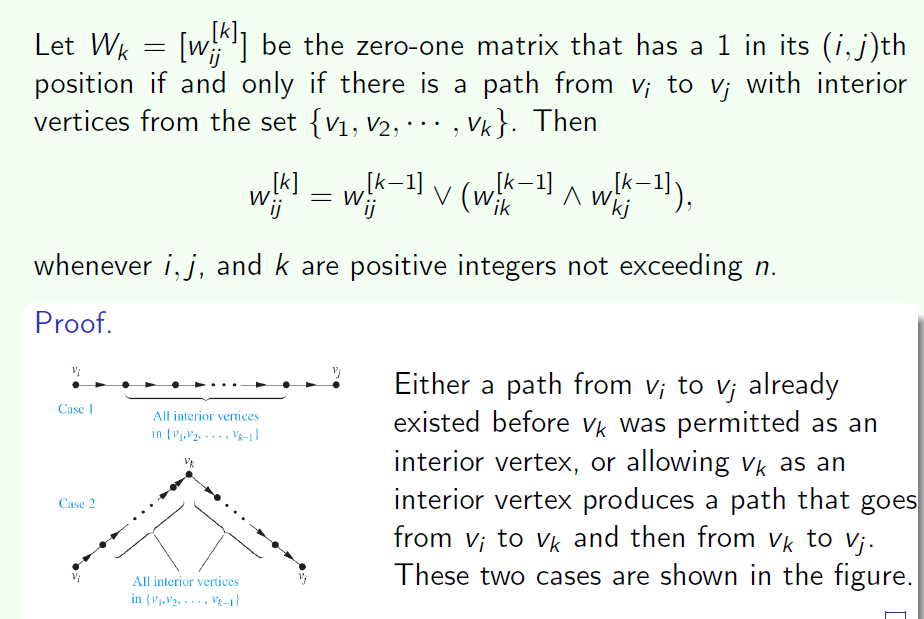 Let W_k = [w_{ij}^{[k]}] be the zero-one matrix that has a 1 in its (i, j)th
position if and only if there is a path from v_i to v_j with interior
vertices from the set {v_1, v_2, ⋯ , v_k}. Then
w_{ij}^{[k]} = w_{ij}^{[k−1]} ∨ (w_{ik}^{[k−1]} ∧ w_{kj}^{[k−1]}),
whenever i, j, and k are positive integers not exceeding n.
Proof.
v_i
v_j
Case 1
All interior vertices
in {v_1,v_2, . . . , v_{k−1}}
v_k
Case 2
v_i
v_j
All interior vertices
in {v_1,v_2, . . . , v_{k−1}}
Either a path from v_i to v_j already
existed before v_k was permitted as an
interior vertex, or allowing v_k as an
interior vertex produces a path that goes
from v_i to v_k and then from v_k to v_j.
These two cases are shown in the figure.